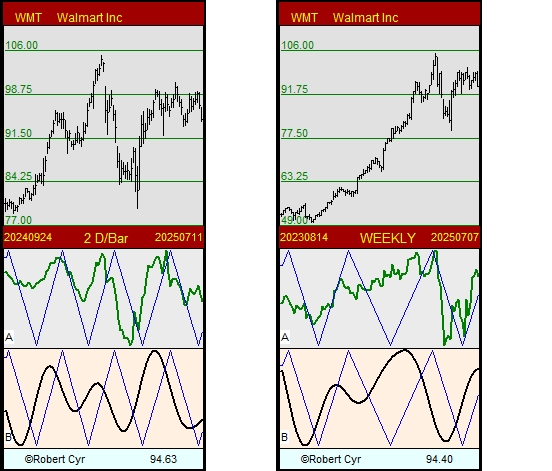 WMT Walmart Inc
106.00
98.75
91.50
84.25
77.00
20240924 2 D/Bar 20250711
A
B
©Robert Cyr 94.63
WMT Walmart Inc
106.00
91.75
77.50
63.25
49.00
20230814 WEEKLY 20250707
A
B
©Robert Cyr 94.40